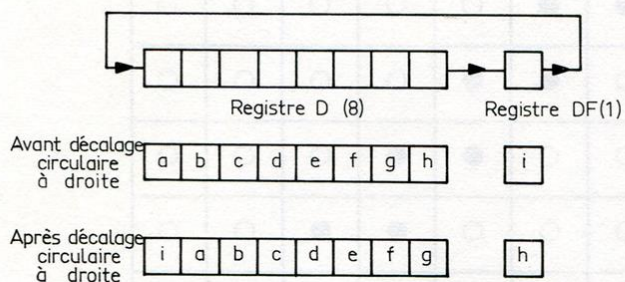 Registre D (8)
Registre DF(1)
Avant décalage
circulaire
à droite
a b c d e f g h
i
Après décalage
circulaire
à droite
i a b c d e f g
h